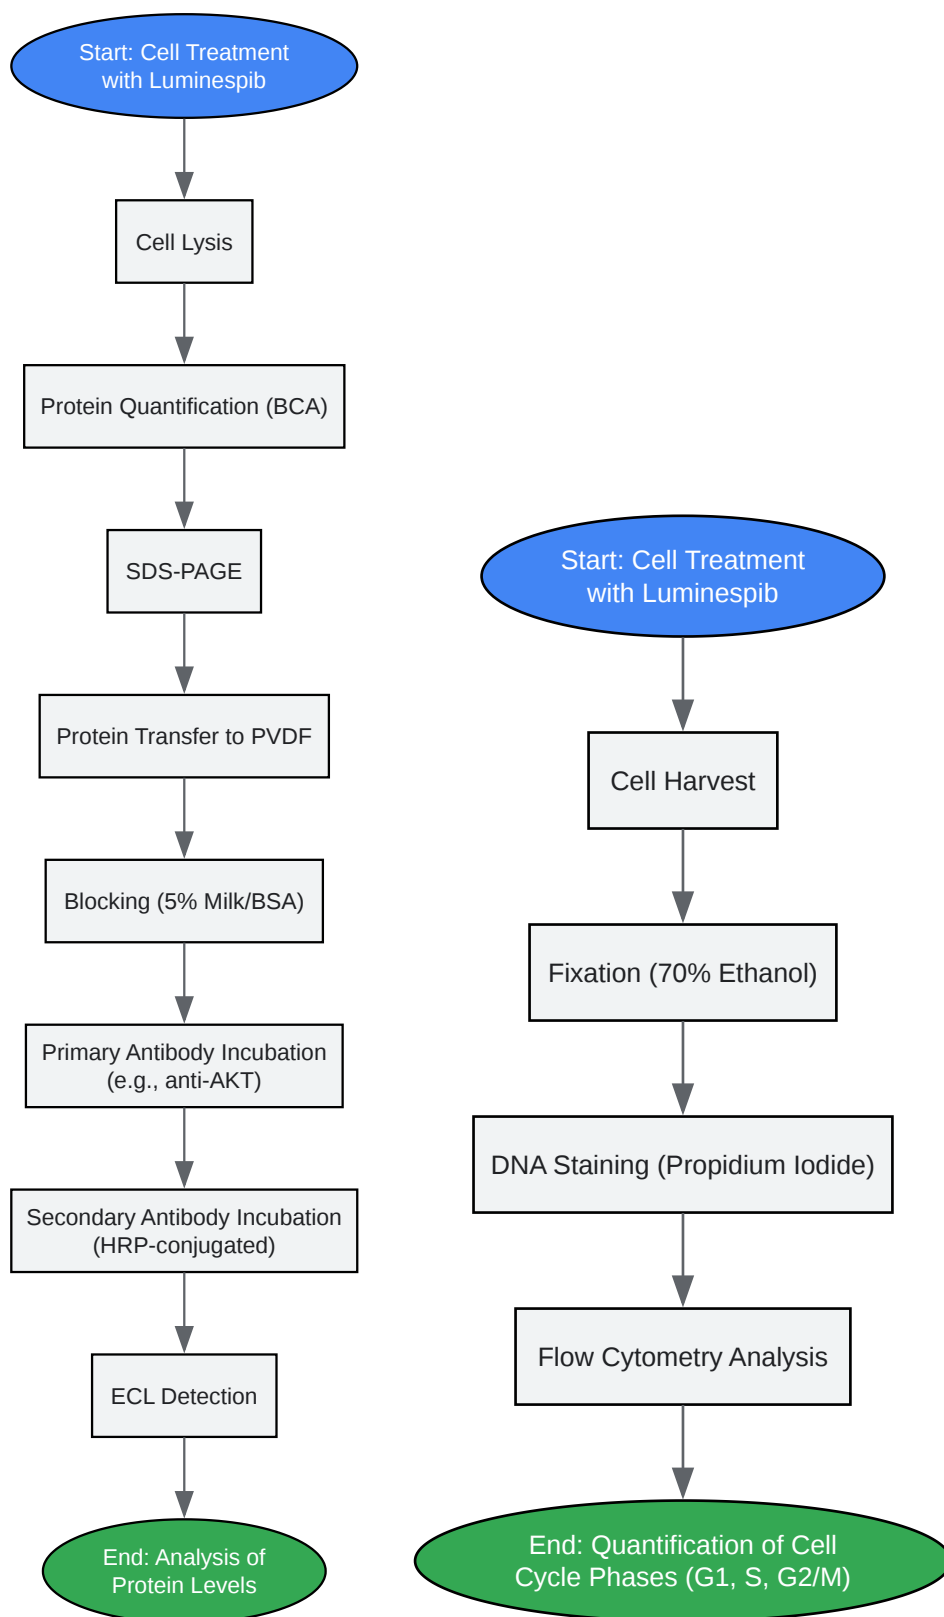 Start: Cell Treatment
with Luminespib
Cell Lysis
Protein Quantification (BCA)
SDS-PAGE
Protein Transfer to PVDF
Blocking (5% Milk/BSA)
Primary Antibody Incubation
(e.g., anti-AKT)
Secondary Antibody Incubation
(HRP-conjugated)
ECL Detection
End: Analysis of
Protein Levels
Start: Cell Treatment
with Luminespib
Cell Harvest
Fixation (70% Ethanol)
DNA Staining (Propidium Iodide)
Flow Cytometry Analysis
End: Quantification of Cell
Cycle Phases (G1, S, G2/M)